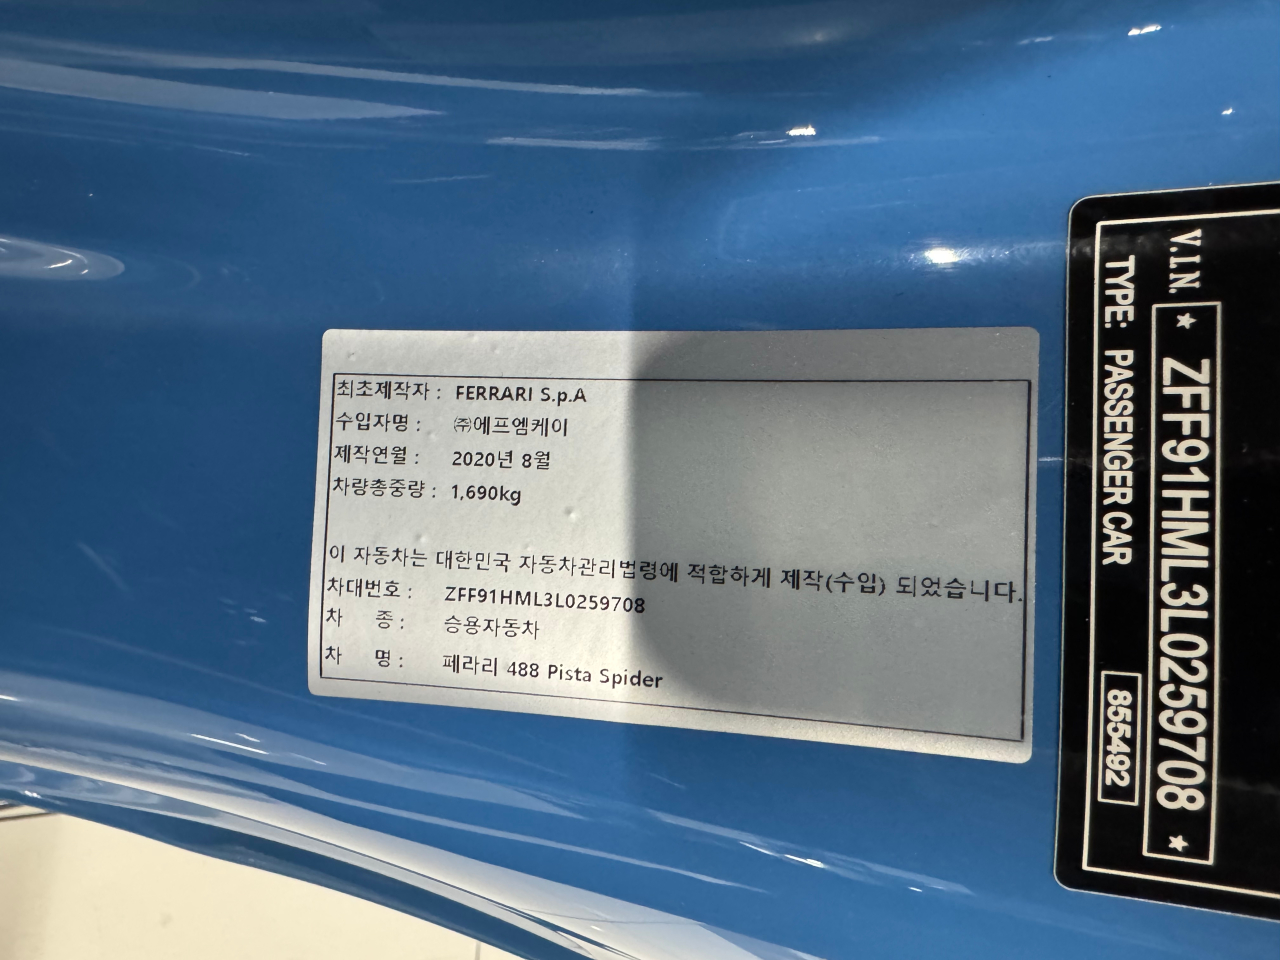 최초제작자 : FERRARI S.p.A
수입자명 : ㈜에프엠케이
제작연월 : 2020년 8월
차량총중량 : 1,690kg
이 자동차는 대한민국 자동차관리법령에 적합하게 제작(수입) 되었습니다.
차대번호 : ZFF91HML3L0259708
차 종 : 승용자동차
차 명 : 페라리 488 Pista Spider
V.I.N. ★ ZFF91HML3L0259708 ★
TYPE: PASSENGER CAR 855492